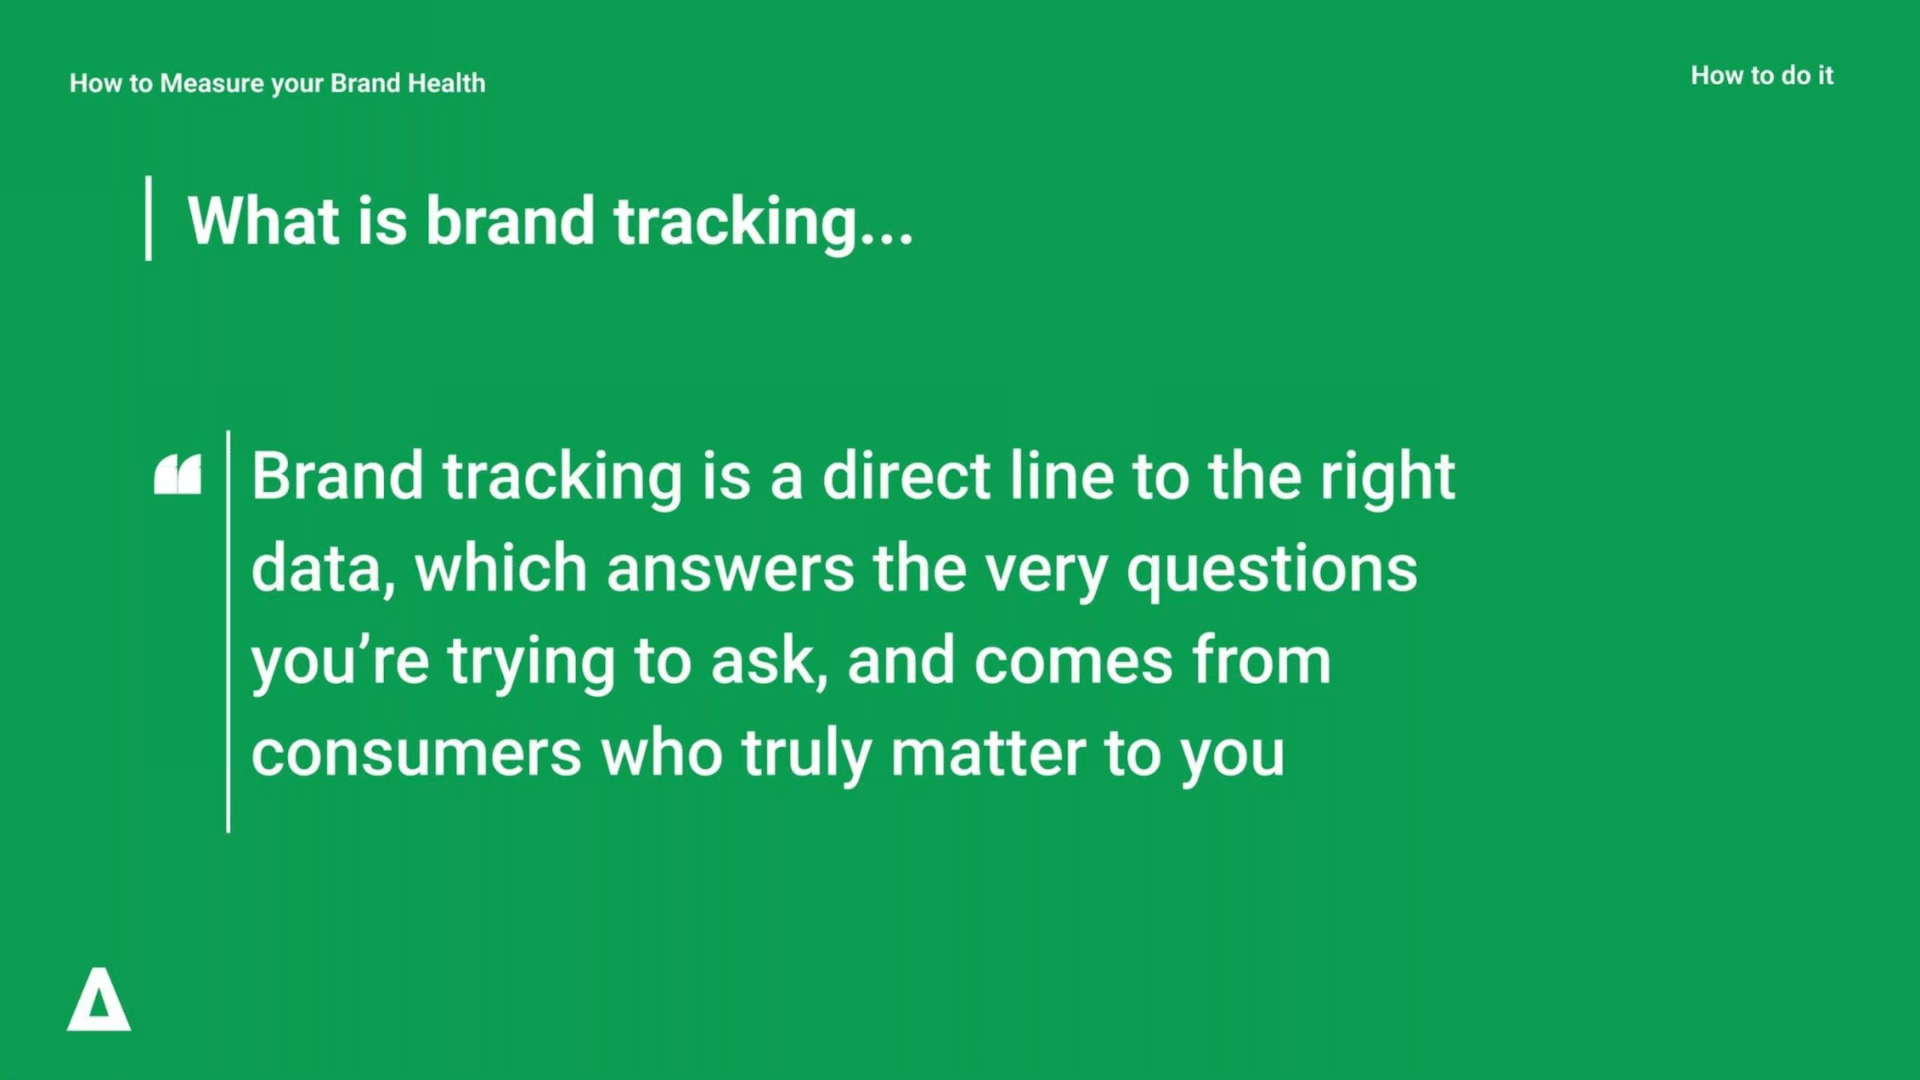 How to Measure your Brand Health
How to do it
What is brand tracking...
❝ Brand tracking is a direct line to the right
data, which answers the very questions
you’re trying to ask, and comes from
consumers who truly matter to you